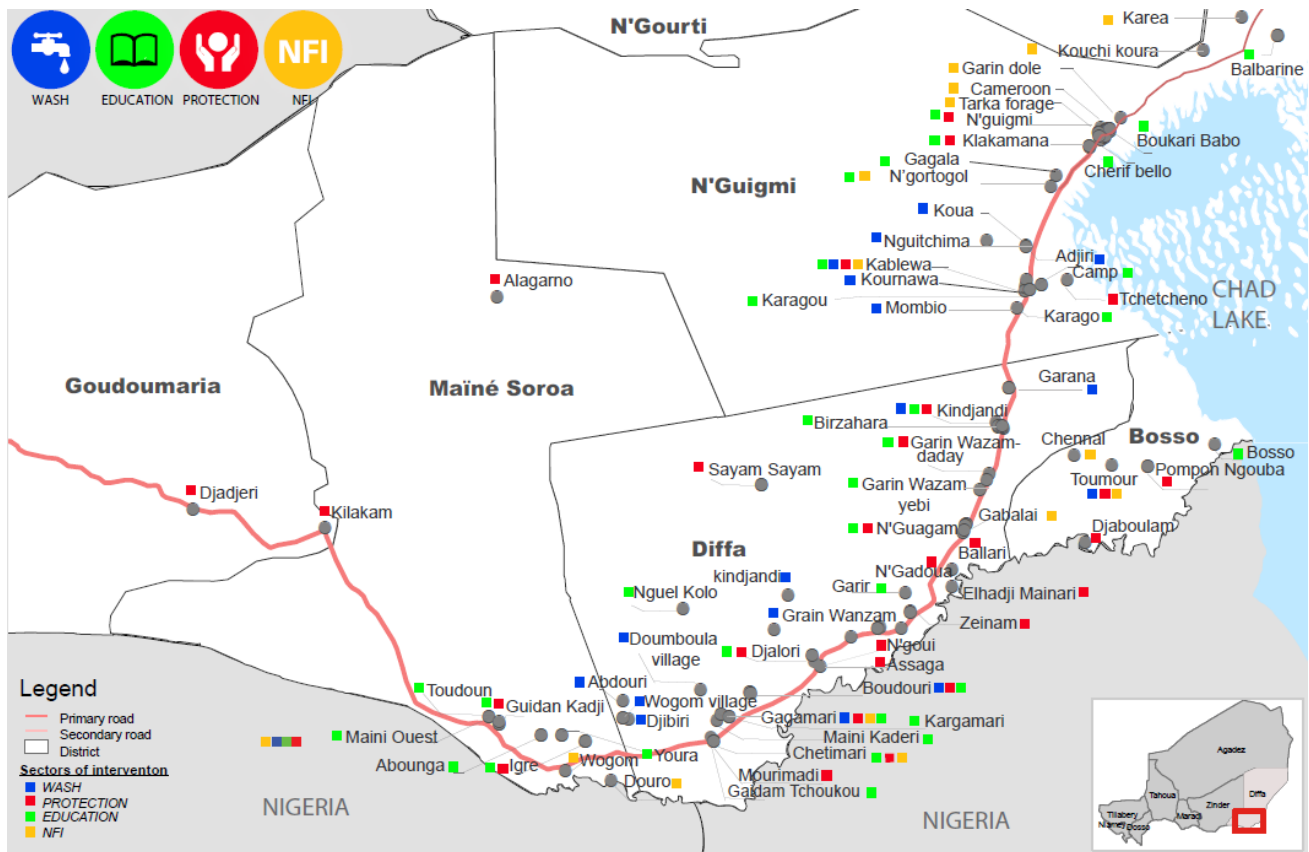 N'Gourti
Karea
Kouchi koura
Balbarine
NFI
WASH
EDUCATION
PROTECTION
NFI
Garin dole
Cameroon
Tarka forage
N'guigmi
Klakamana
Boukari Babo
Cherif bello
Gagala
N'gortogol
N'Guigmi
Koua
Nguitchima
Adjiri
Kablewa
Camp
Kournawa
Tchetcheno
Karagou
Mombio
Karago
CHAD
LAKE
Alagarno
Goudoumaria
Maïné Soroa
Garana
Kindjandi
Birzahara
Garin Wazam-
daday
Chennal
Bosso
Bosso
Pompon Ngouba
Toumour
Sayam Sayam
Garin Wazam
yebi
Djadjeri
Kilakam
Gabalai
N'Guagam
Djaboulam
Ballari
Diffa
N'Gadoua
kindjandi
Garir
Elhadji Mainari
Nguel Kolo
Grain Wanzam
Zeinam
Doumboula
village
Djalori
N'goui
Assaga
Abdouri
Boudouri
Toudoun
Guidan Kadji
Wogom village
Djibiri
Gagamari
Kargamari
Maini Ouest
Maini Kaderi
Chetimari
Abounga
Igre
Wogom
Youra
Mourimadi
Douro
Gaidam Tchoukou
NIGERIA
NIGERIA
Legend
Primary road
Secondary road
District
Sectors of interventon
WASH
PROTECTION
EDUCATION
NFI
Agadez
Tahoua
Diffa
Zinder
Maradi
Tillabery
Niamey
Dosso